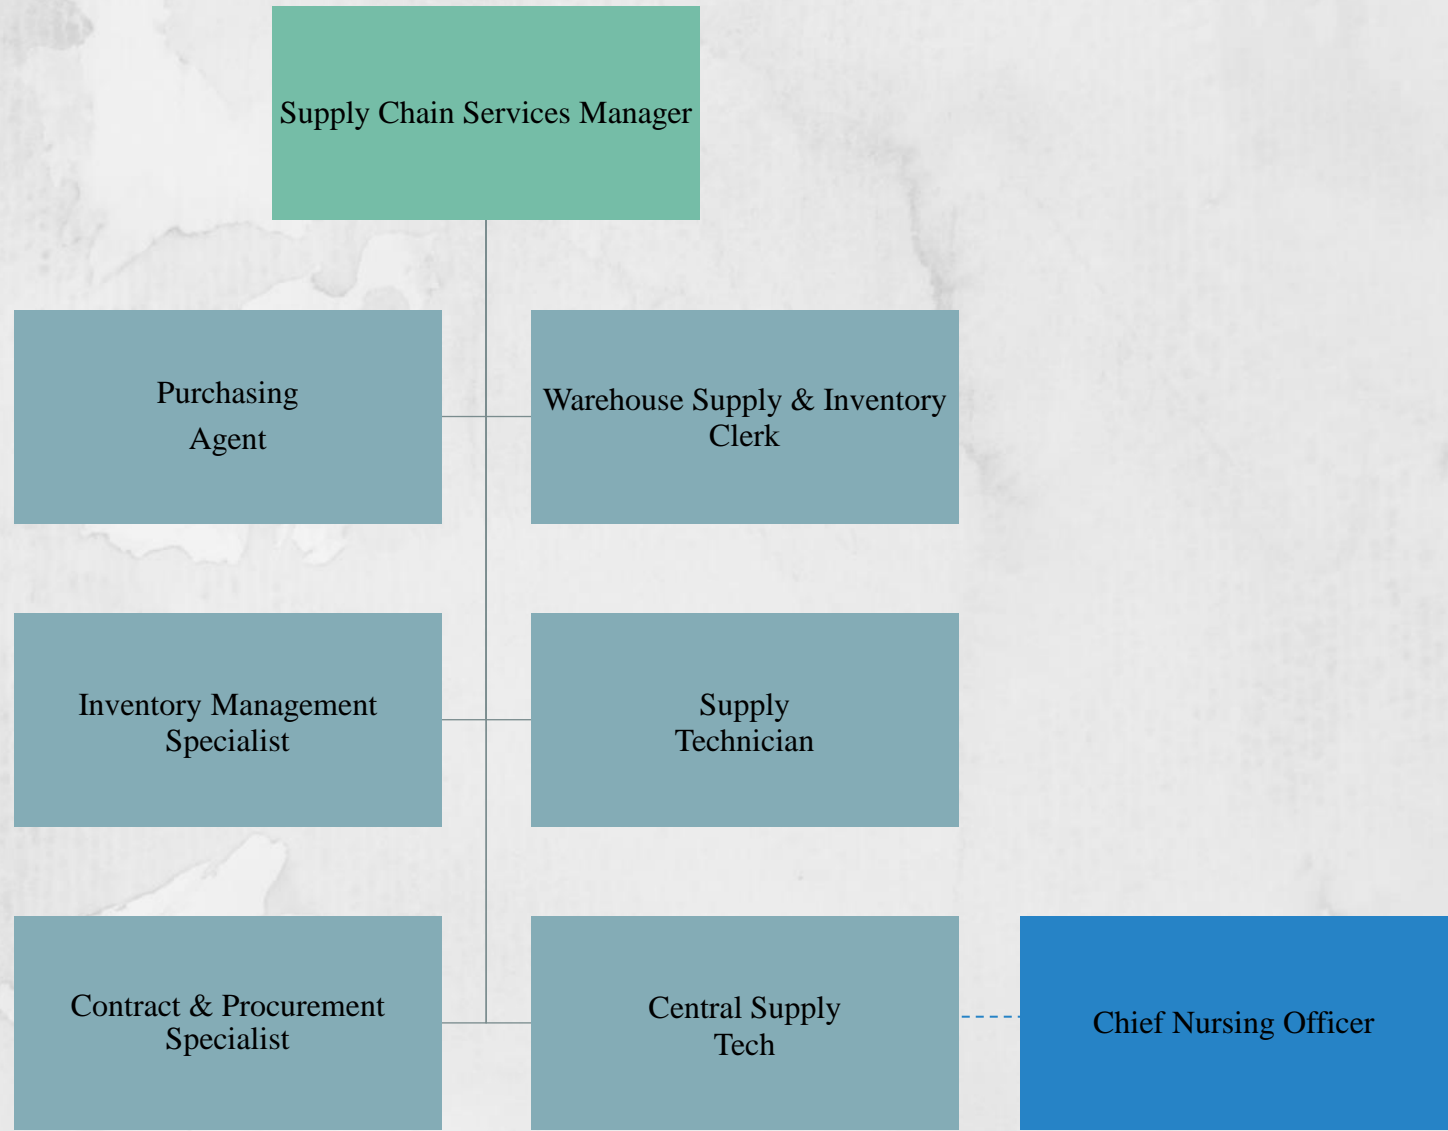 Supply Chain Services Manager
Purchasing
Agent
Warehouse Supply & Inventory
Clerk
Inventory Management
Specialist
Supply
Technician
Contract & Procurement
Specialist
Central Supply
Tech
Chief Nursing Officer